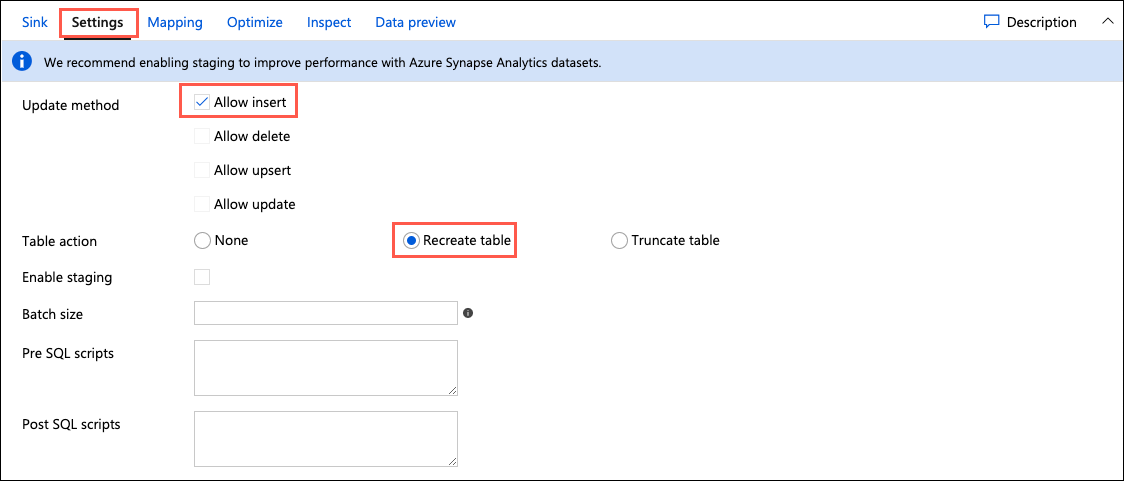 Sink Settings Mapping Optimize Inspect Data preview Description
We recommend enabling staging to improve performance with Azure Synapse Analytics datasets.
Update method Allow insert
Allow delete
Allow upsert
Allow update
Table action None Recreate table Truncate table
Enable staging
Batch size
Pre SQL scripts
Post SQL scripts